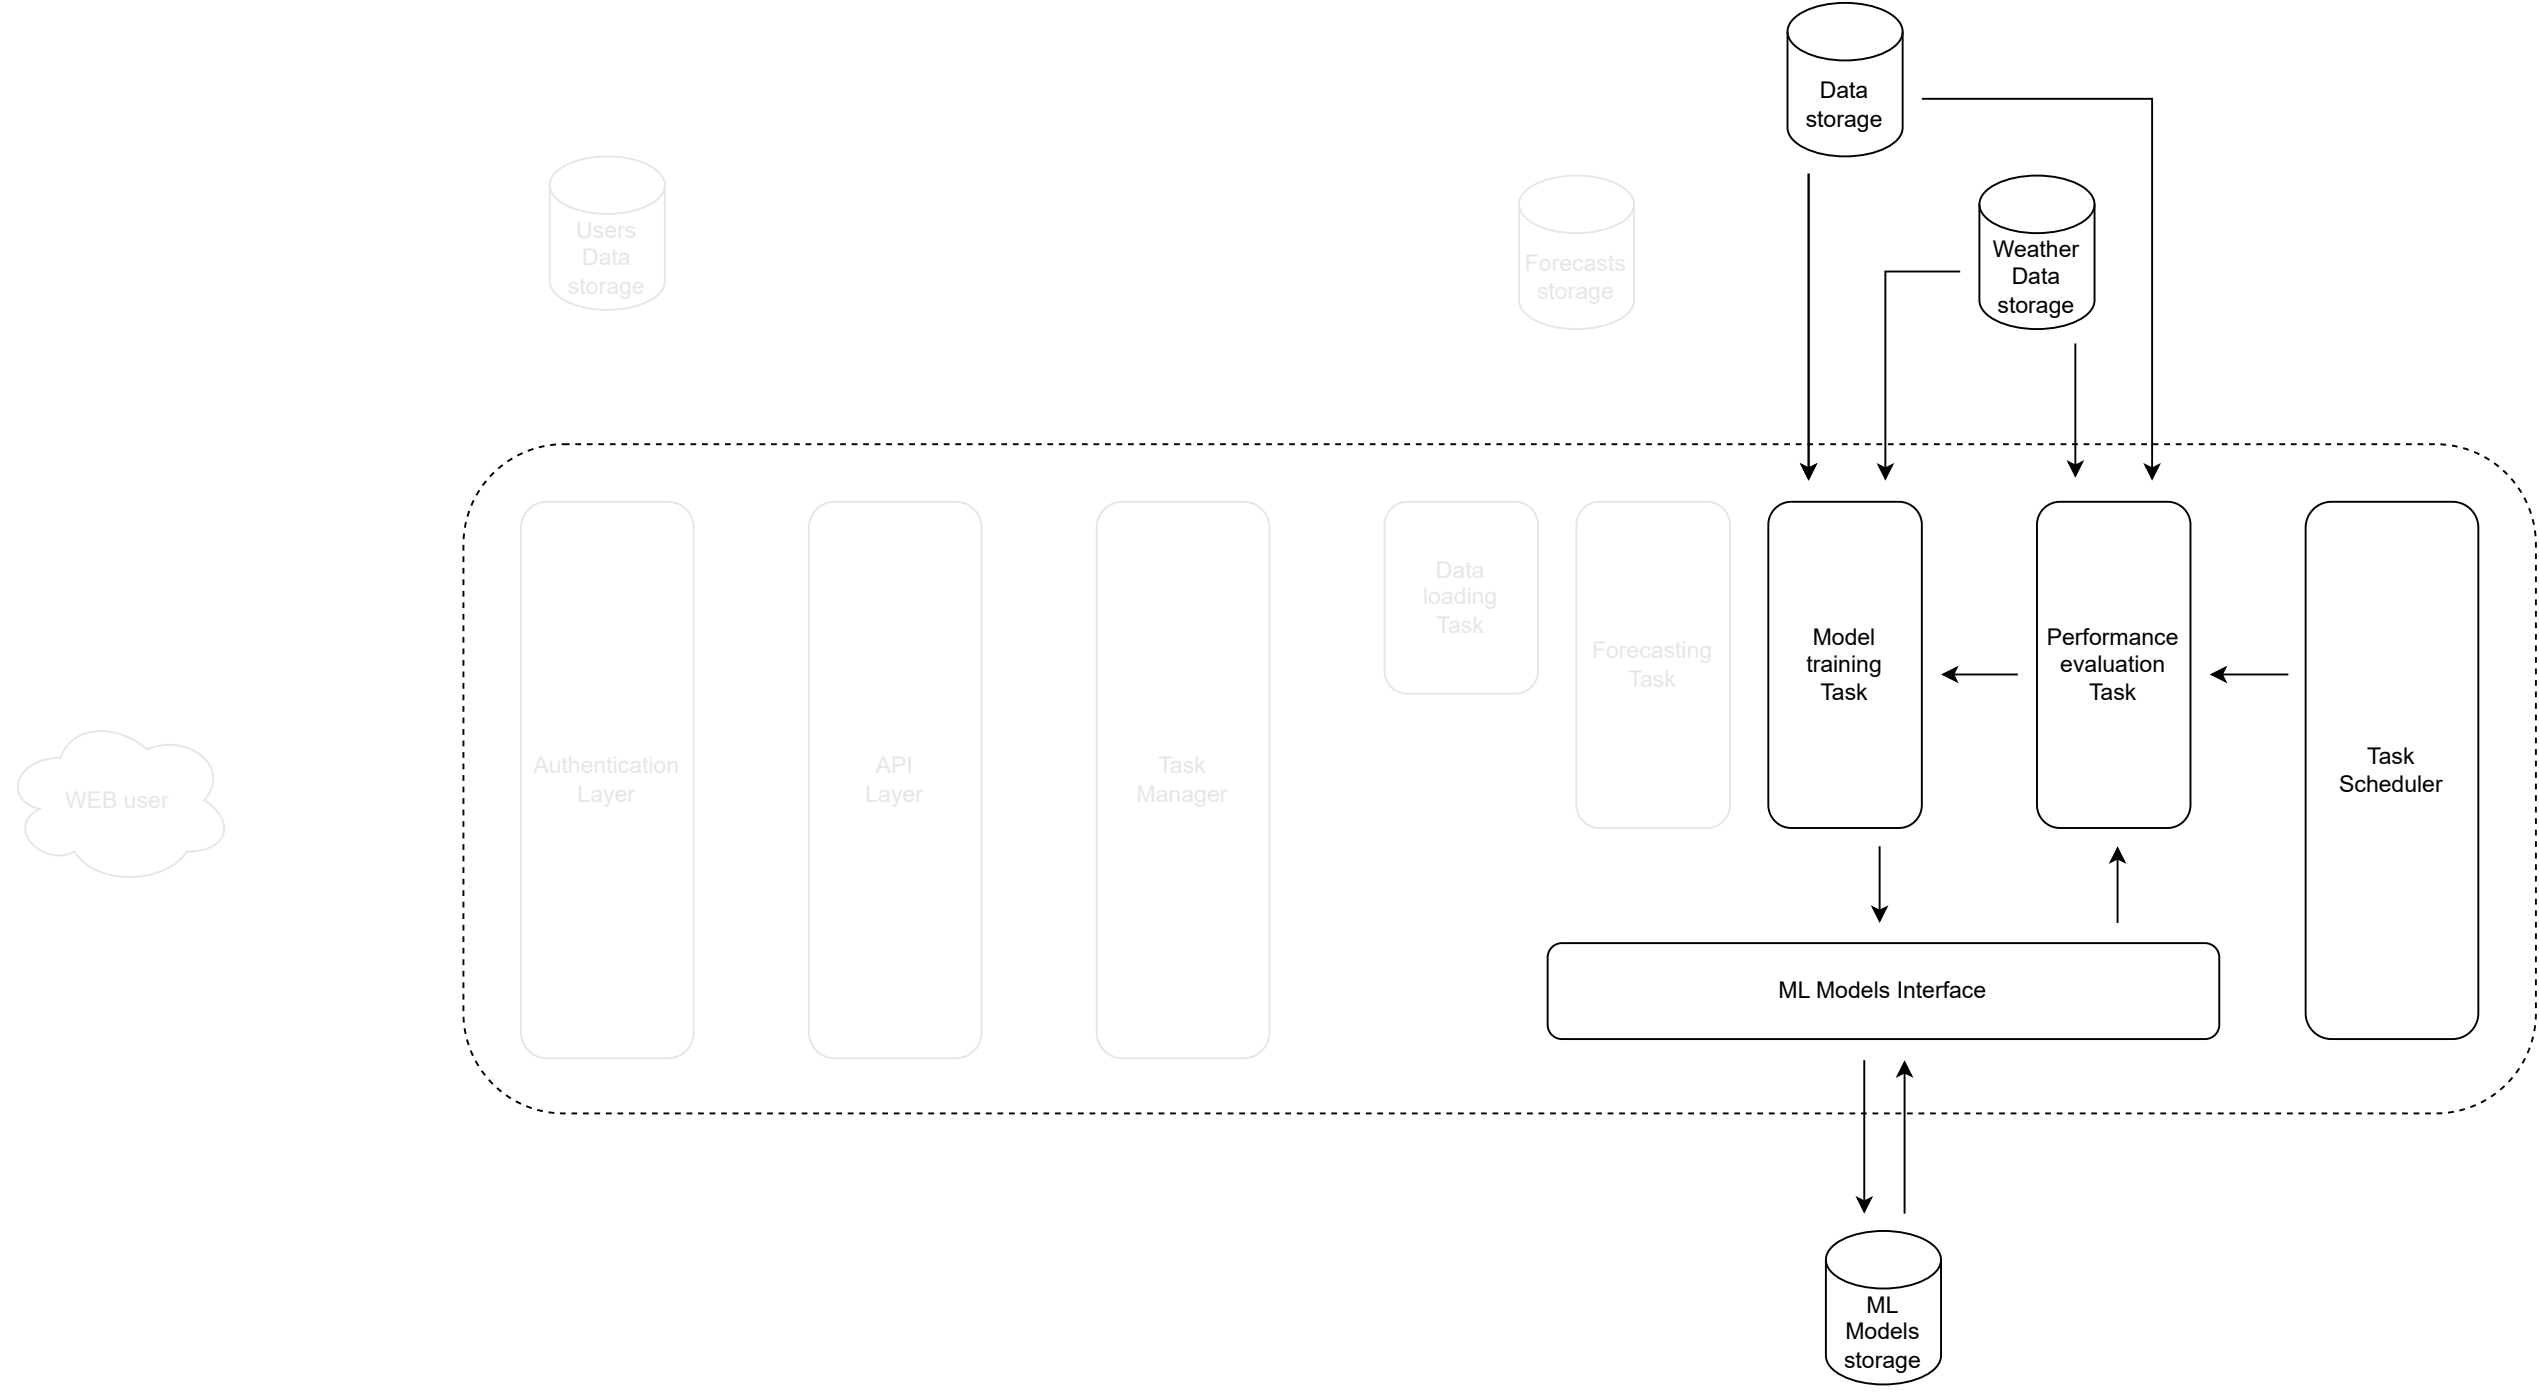 Data
storage
Users
Data
storage
Forecasts
storage
Weather
Data
storage
Data
loading
Task
Forecasting
Task
Model
training
Task
Performance
evaluation
Task
Task
Scheduler
Authentication
Layer
API
Layer
Task
Manager
WEB user
ML Models Interface
ML
Models
storage